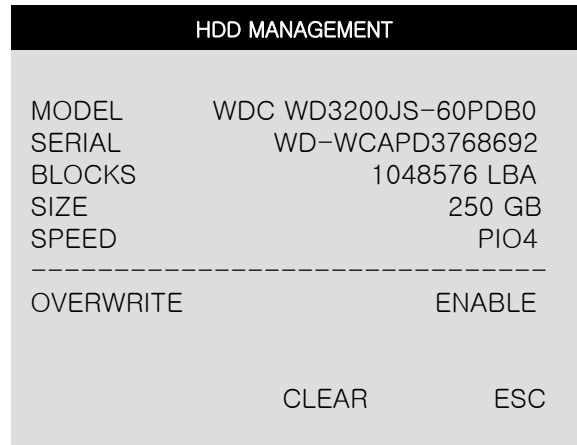 HDD MANAGEMENT
MODEL WDC WD3200JS-60PDB0
SERIAL WD-WCAPD3768692
BLOCKS 1048576 LBA
SIZE 250 GB
SPEED PIO4
--------------------------------
OVERWRITE ENABLE
CLEAR ESC